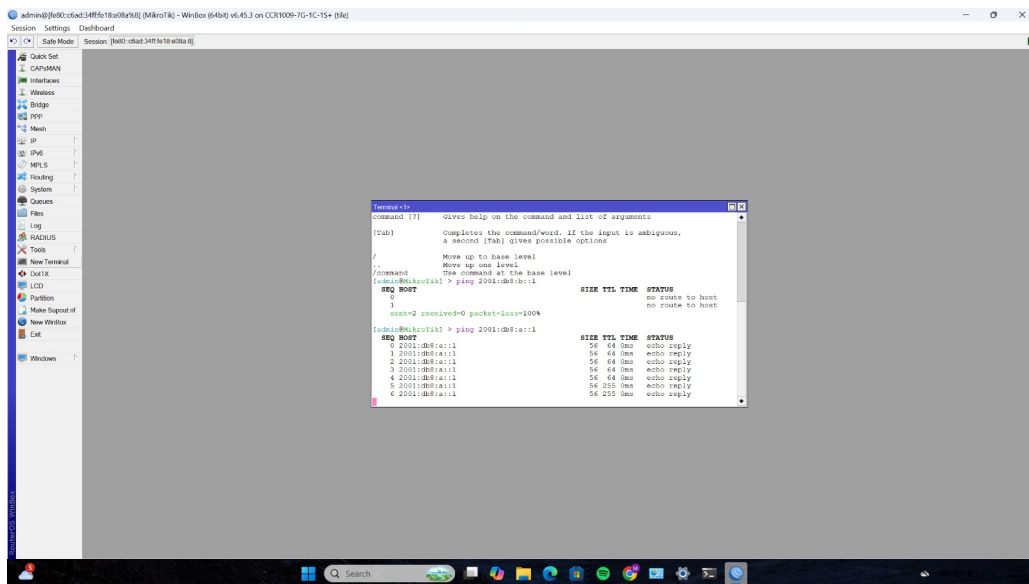 admin@[fe80::c6ad:34ff:fe18:e08a%8] (MikroTik) - WinBox (64bit) v6.45.3 on CCR1009-7G-1C-1S+ (tile)
Session Settings Dashboard
Safe Mode Session: [fe80::c6ad:34ff:fe18:e08a:8]
Quick Set
CAPsMAN
Interfaces
Wireless
Bridge
PPP
Mesh
IP
IPv6
MPLS
Routing
System
Queues
Files
Log
RADIUS
Tools
New Terminal
Dot1X
LCD
Partition
Make Supout.rif
New WinBox
Exit
Windows
RouterOS WinBox
Terminal <1>
command [?] Gives help on the command and list of arguments
[Tab] Completes the command/word. If the input is ambiguous,
a second [Tab] gives possible options
/ Move up to base level
.. Move up one level
/command Use command at the base level
[admin@MikroTik] > ping 2001:db8:b::1
SEQ HOST SIZE TTL TIME STATUS
0 no route to host
1 no route to host
sent=2 received=0 packet-loss=100%
[admin@MikroTik] > ping 2001:db8:a::1
SEQ HOST SIZE TTL TIME STATUS
0 2001:db8:a::1 56 64 0ms echo reply
1 2001:db8:a::1 56 64 0ms echo reply
2 2001:db8:a::1 56 64 0ms echo reply
3 2001:db8:a::1 56 64 0ms echo reply
4 2001:db8:a::1 56 64 0ms echo reply
5 2001:db8:a::1 56 255 0ms echo reply
6 2001:db8:a::1 56 255 0ms echo reply
5
Search